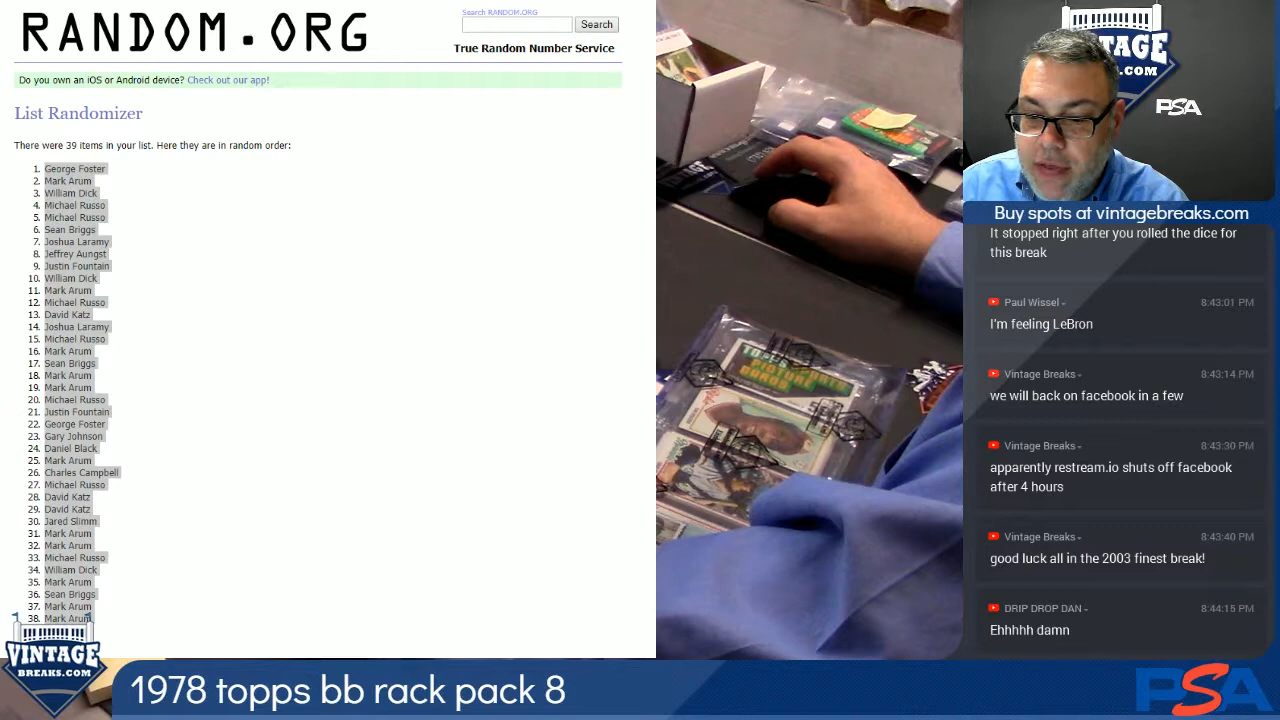 RANDOM.ORG
Search RANDOM.ORG
Search
True Random Number Service
Do you own an iOS or Android device? Check out our app!
List Randomizer
There were 39 items in your list. Here they are in random order:
1. George Foster
2. Mark Arum
3. William Dick
4. Michael Russo
5. Michael Russo
6. Sean Briggs
7. Joshua Laramy
8. Jeffrey Aungst
9. Justin Fountain
10. William Dick
11. Mark Arum
12. Michael Russo
13. David Katz
14. Joshua Laramy
15. Michael Russo
16. Mark Arum
17. Sean Briggs
18. Mark Arum
19. Mark Arum
20. Michael Russo
21. Justin Fountain
22. George Foster
23. Gary Johnson
24. Daniel Black
25. Mark Arum
26. Charles Campbell
27. Michael Russo
28. David Katz
29. David Katz
30. Jared Slimm
31. Mark Arum
32. Mark Arum
33. Michael Russo
34. William Dick
35. Mark Arum
36. Sean Briggs
37. Mark Arum
38. Mark Arum
VINTAGE
BREAKS.COM
1978 topps bb rack pack 8
PICTURE
CARDS
PSA
Buy spots at vintagebreaks.com
It stopped right after you rolled the dice for
this break
Paul Wissel 8:43:01 PM
I'm feeling LeBron
Vintage Breaks 8:43:14 PM
we will back on facebook in a few
Vintage Breaks 8:43:30 PM
apparently restream.io shuts off facebook
after 4 hours
Vintage Breaks 8:43:40 PM
good luck all in the 2003 finest break!
DRIP DROP DAN 8:44:15 PM
Ehhhhh damn
PSA